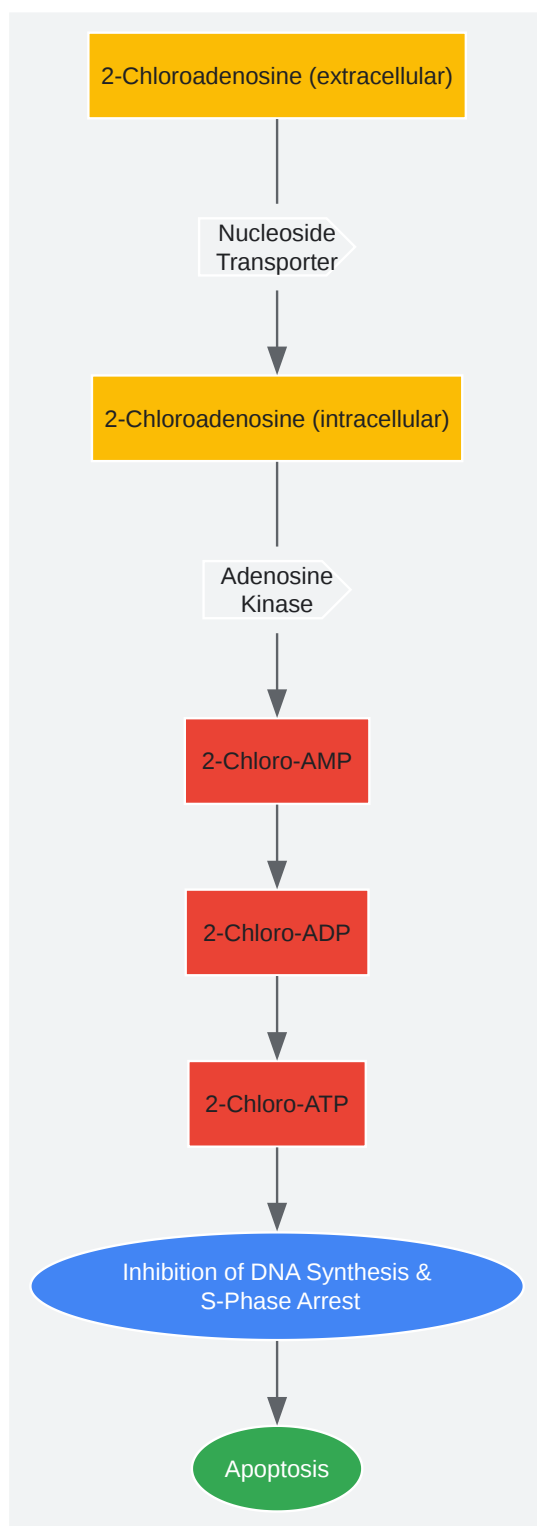 2-Chloroadenosine (extracellular)
Nucleoside
Transporter
2-Chloroadenosine (intracellular)
Adenosine
Kinase
2-Chloro-AMP
2-Chloro-ADP
2-Chloro-ATP
Inhibition of DNA Synthesis &
S-Phase Arrest
Apoptosis